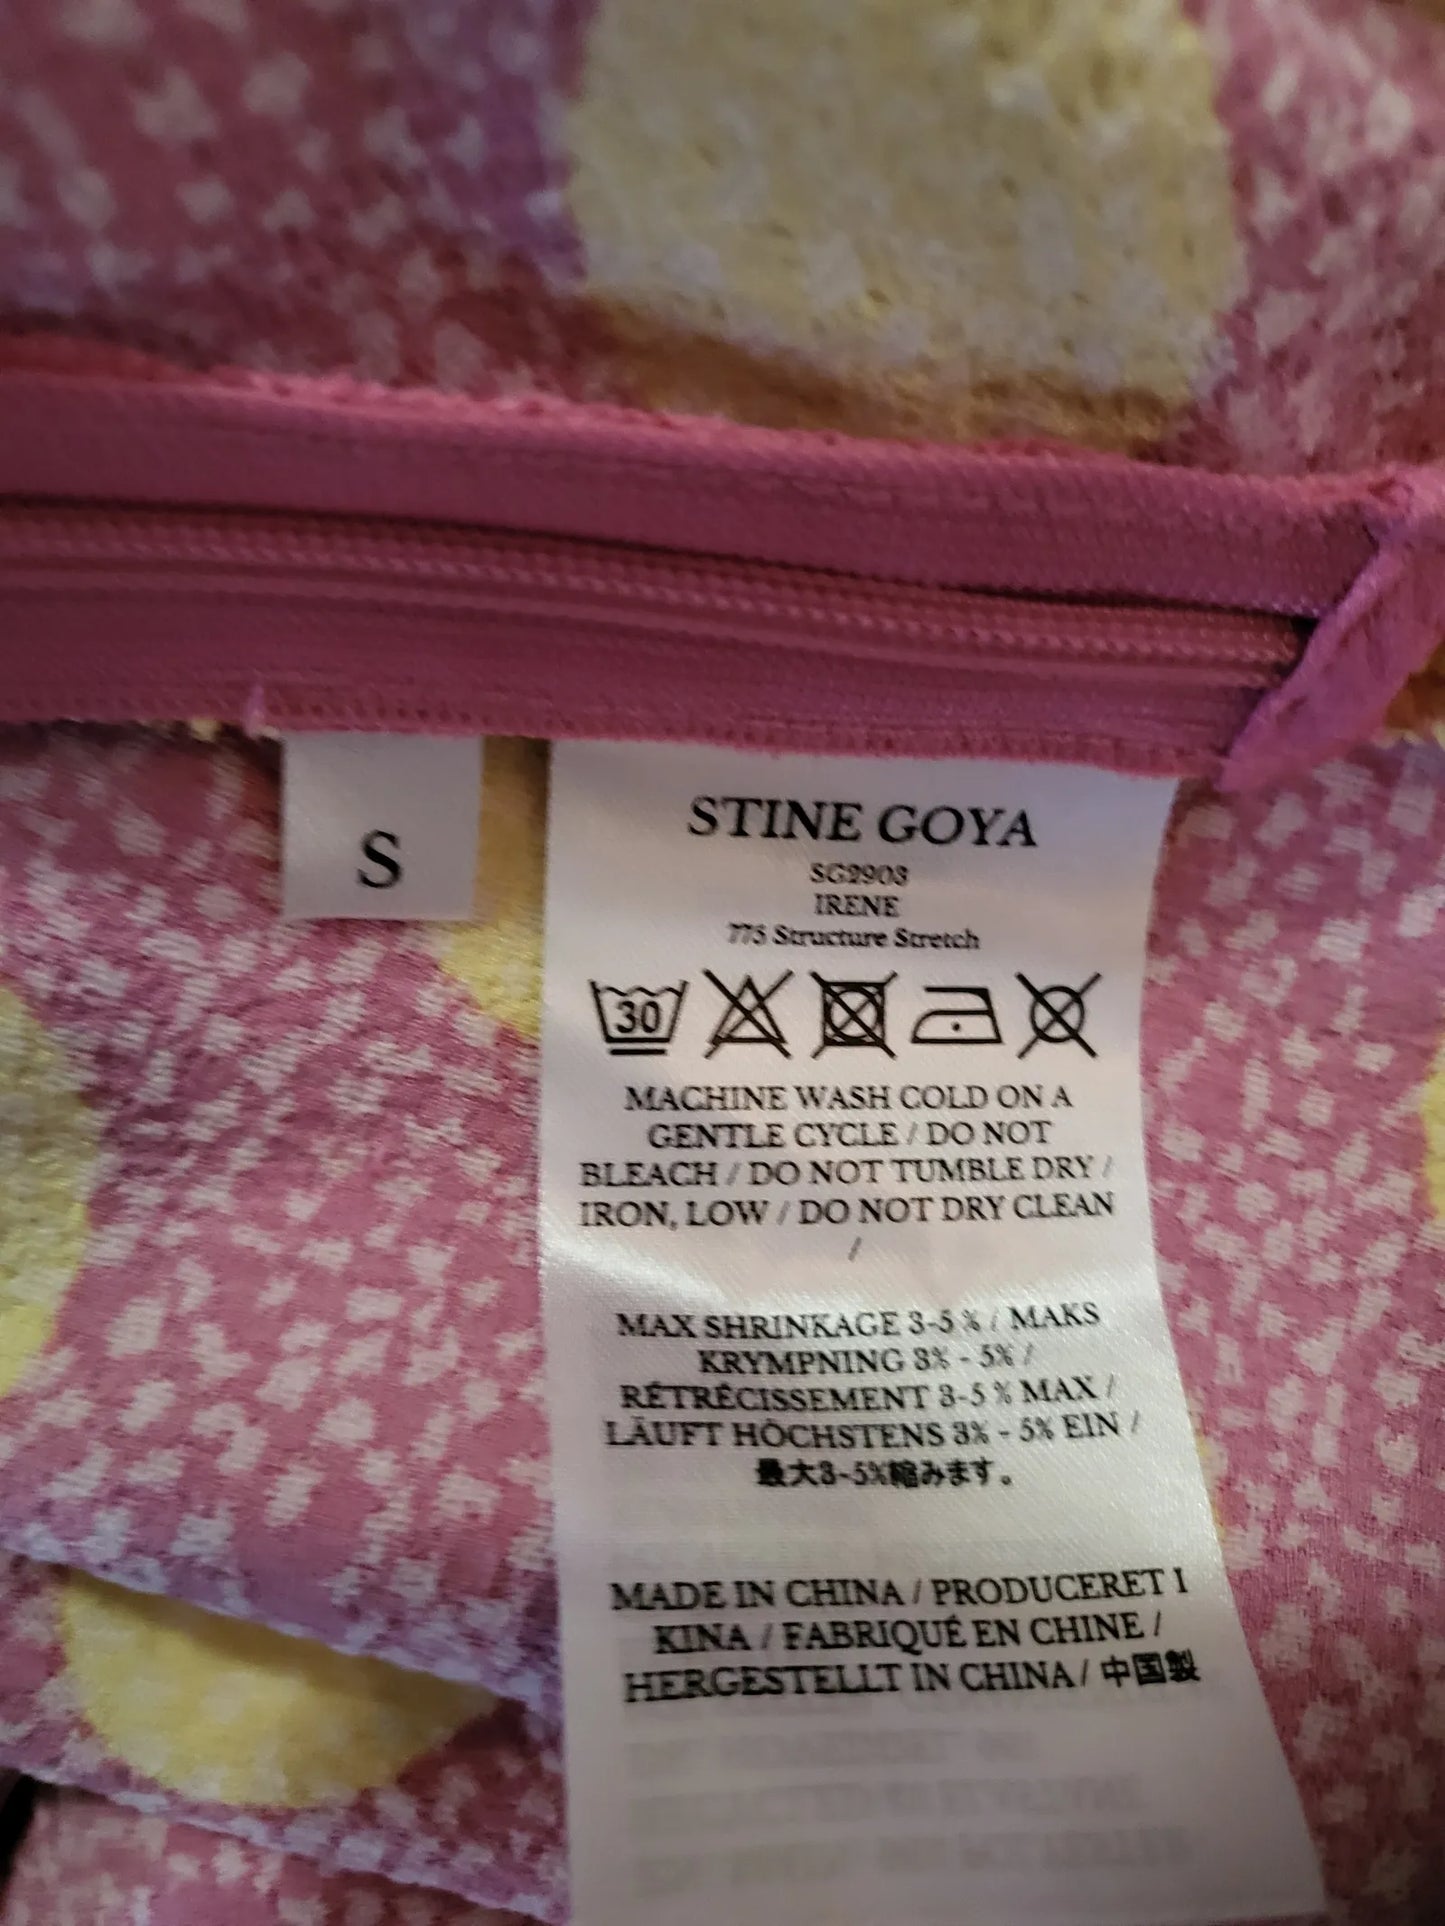 S
STINE GOYA
SG2903
IRENE
775 Structure Stretch
30
MACHINE WASH COLD ON A
GENTLE CYCLE / DO NOT
BLEACH / DO NOT TUMBLE DRY /
IRON, LOW / DO NOT DRY CLEAN
/
MAX SHRINKAGE 3-5 % / MAKS
KRYMPNING 3% - 5% /
RÉTRÉCISSEMENT 3-5 % MAX /
LÄUFT HÖCHSTENS 3% - 5% EIN /
最大3-5%縮みます。
MADE IN CHINA / PRODUCERET I
KINA / FABRIQUÉ EN CHINE /
HERGESTELLT IN CHINA / 中国製